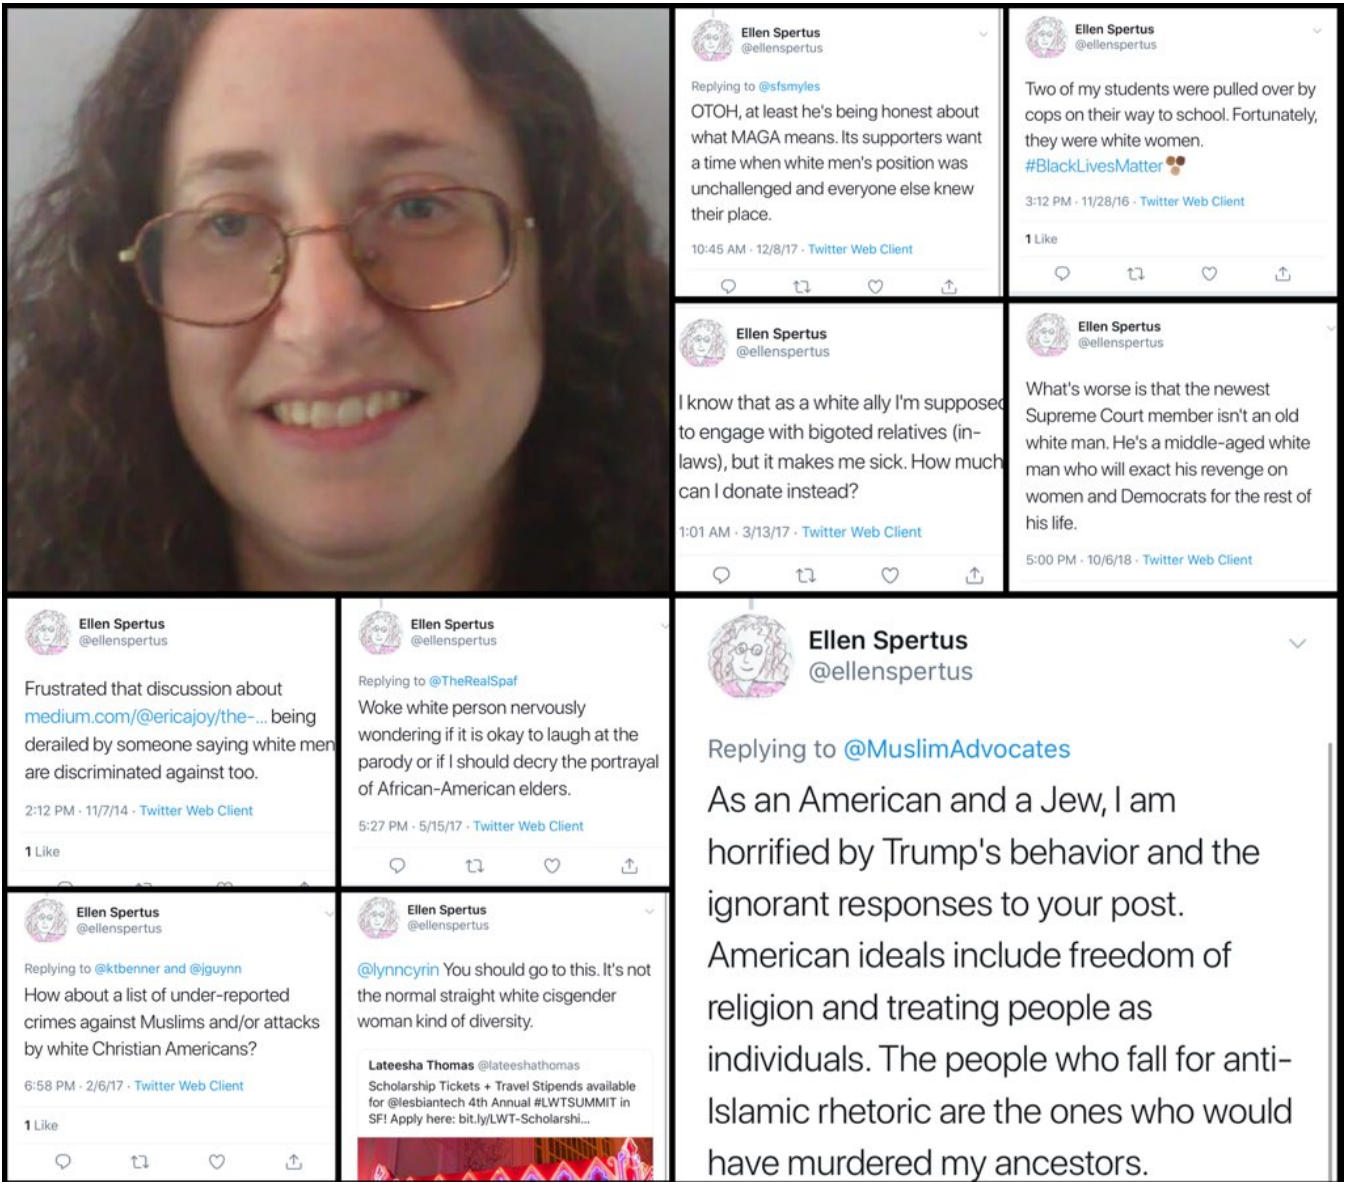 Ellen Spertus
@ellenspertus
Replying to @sfsmyles
OTOH, at least he's being honest about
what MAGA means. Its supporters want
a time when white men's position was
unchallenged and everyone else knew
their place.
10:45 AM · 12/8/17 · Twitter Web Client
Ellen Spertus
@ellenspertus
Two of my students were pulled over by
cops on their way to school. Fortunately,
they were white women.
#BlackLivesMatter
3:12 PM · 11/28/16 · Twitter Web Client
1 Like
Ellen Spertus
@ellenspertus
I know that as a white ally I'm supposed
to engage with bigoted relatives (in-
laws), but it makes me sick. How much
can I donate instead?
1:01 AM · 3/13/17 · Twitter Web Client
Ellen Spertus
@ellenspertus
What's worse is that the newest
Supreme Court member isn't an old
white man. He's a middle-aged white
man who will exact his revenge on
women and Democrats for the rest of
his life.
5:00 PM · 10/6/18 · Twitter Web Client
Ellen Spertus
@ellenspertus
Frustrated that discussion about
medium.com/@ericajoy/the-... being
derailed by someone saying white men
are discriminated against too.
2:12 PM · 11/7/14 · Twitter Web Client
1 Like
Ellen Spertus
@ellenspertus
Replying to @TheRealSpaf
Woke white person nervously
wondering if it is okay to laugh at the
parody or if I should decry the portrayal
of African-American elders.
5:27 PM · 5/15/17 · Twitter Web Client
Ellen Spertus
@ellenspertus
Replying to @MuslimAdvocates
As an American and a Jew, I am
horrified by Trump's behavior and the
ignorant responses to your post.
American ideals include freedom of
religion and treating people as
individuals. The people who fall for anti-
Islamic rhetoric are the ones who would
have murdered my ancestors.
Ellen Spertus
@ellenspertus
Replying to @ktbenner and @jguynn
How about a list of under-reported
crimes against Muslims and/or attacks
by white Christian Americans?
6:58 PM · 2/6/17 · Twitter Web Client
1 Like
Ellen Spertus
@ellenspertus
@lynncyrin You should go to this. It's not
the normal straight white cisgender
woman kind of diversity.
Lateesha Thomas @lateeshathomas
Scholarship Tickets + Travel Stipends available
for @lesbiantech 4th Annual #LWTSUMMIT in
SF! Apply here: bit.ly/LWT-Scholarshi...